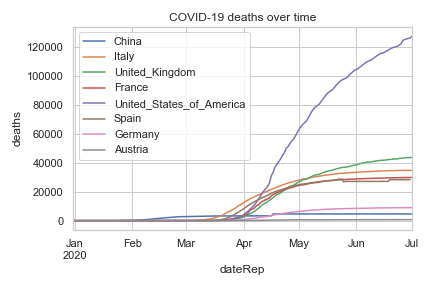 COVID-19 deaths over time
China
Italy
United_Kingdom
France
United_States_of_America
Spain
Germany
Austria
120000
100000
80000
60000
40000
20000
0
deaths
Jan Feb Mar Apr May Jun Jul
2020
dateRep